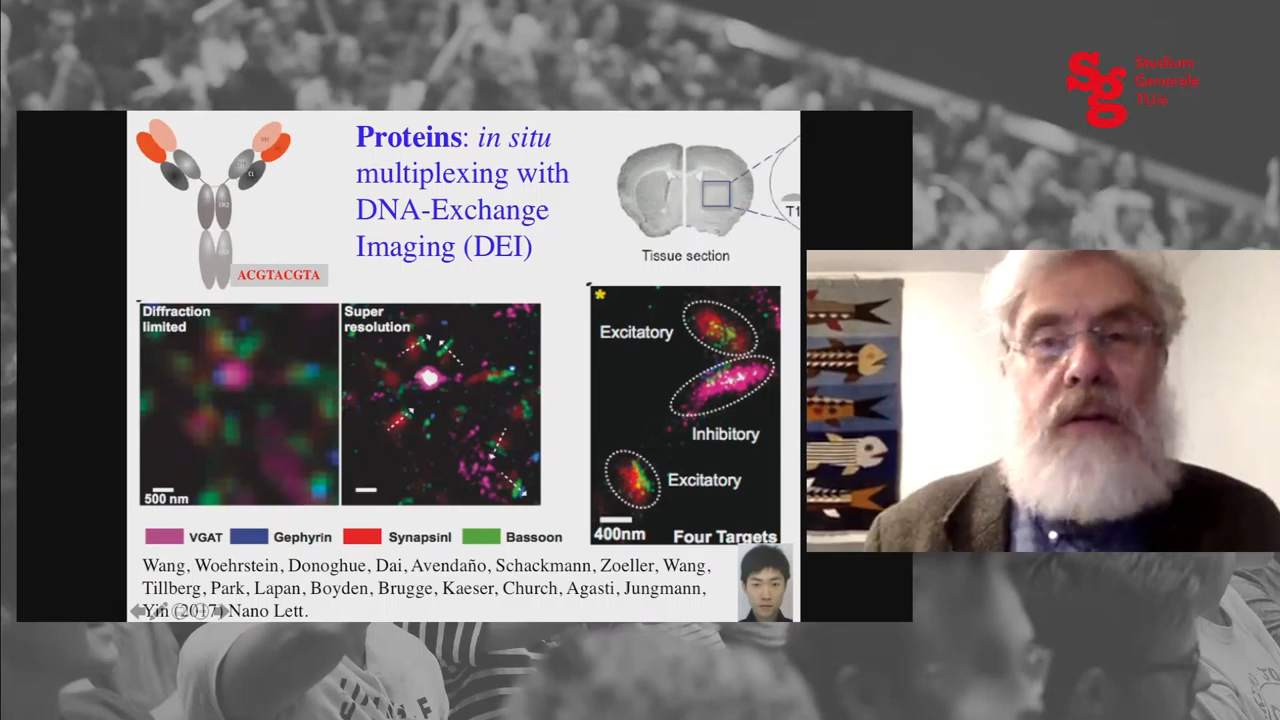 Studium
Generale
TU/e
Sg
Proteins: in situ
multiplexing with
DNA-Exchange
Imaging (DEI)
ACGTACGTA
T1
Tissue section
Diffraction
limited
500 nm
Super
resolution
*
Excitatory
Inhibitory
Excitatory
400nm
Four Targets
VGAT
Gephyrin
SynapsinI
Bassoon
Wang, Woehrstein, Donoghue, Dai, Avendaño, Schackmann, Zoeller, Wang,
Tillberg, Park, Lapan, Boyden, Brugge, Kaeser, Church, Agasti, Jungmann,
Yin (2017) Nano Lett.